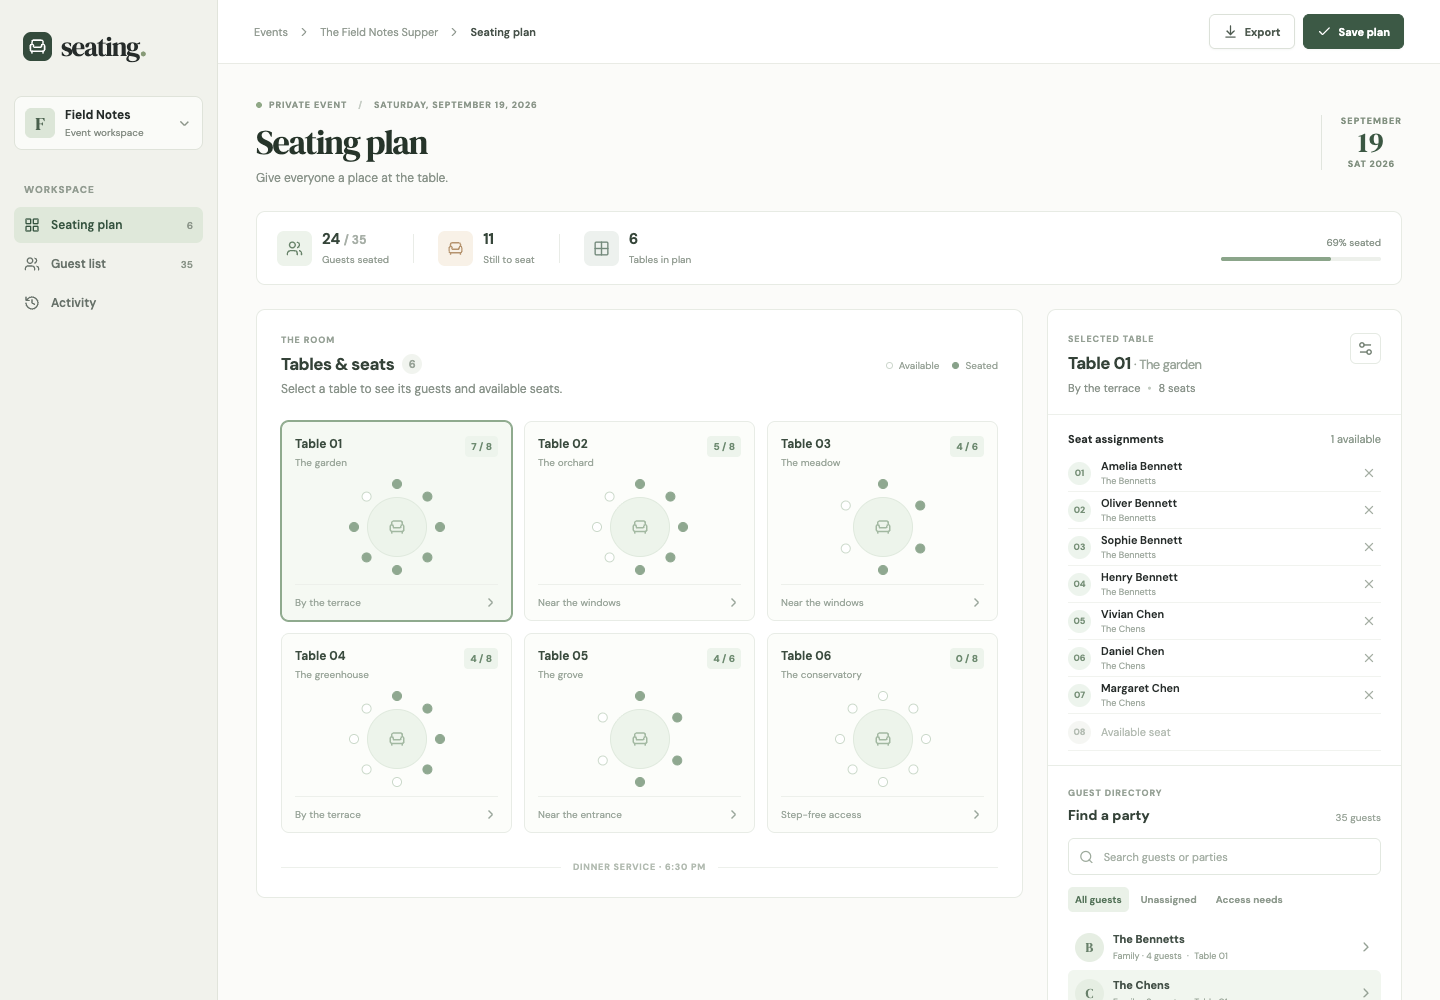 seating.
F
Field Notes
Event workspace
WORKSPACE
Seating plan 6
Guest list 35
Activity
Events > The Field Notes Supper > Seating plan
Export
Save plan
PRIVATE EVENT / SATURDAY, SEPTEMBER 19, 2026
Seating plan
Give everyone a place at the table.
SEPTEMBER
19
SAT 2026
24 / 35
Guests seated
11
Still to seat
6
Tables in plan
69% seated
THE ROOM
Tables & seats 6
Select a table to see its guests and available seats.
Available Seated
Table 01 7 / 8
The garden
By the terrace
Table 02 5 / 8
The orchard
Near the windows
Table 03 4 / 6
The meadow
Near the windows
Table 04 4 / 8
The greenhouse
By the terrace
Table 05 4 / 6
The grove
Near the entrance
Table 06 0 / 8
The conservatory
Step-free access
DINNER SERVICE · 6:30 PM
SELECTED TABLE
Table 01 · The garden
By the terrace • 8 seats
Seat assignments 1 available
01 Amelia Bennett
The Bennetts
02 Oliver Bennett
The Bennetts
03 Sophie Bennett
The Bennetts
04 Henry Bennett
The Bennetts
05 Vivian Chen
The Chens
06 Daniel Chen
The Chens
07 Margaret Chen
The Chens
08 Available seat
GUEST DIRECTORY
Find a party 35 guests
Search guests or parties
All guests Unassigned Access needs
B
The Bennetts
Family · 4 guests · Table 01
C
The Chens